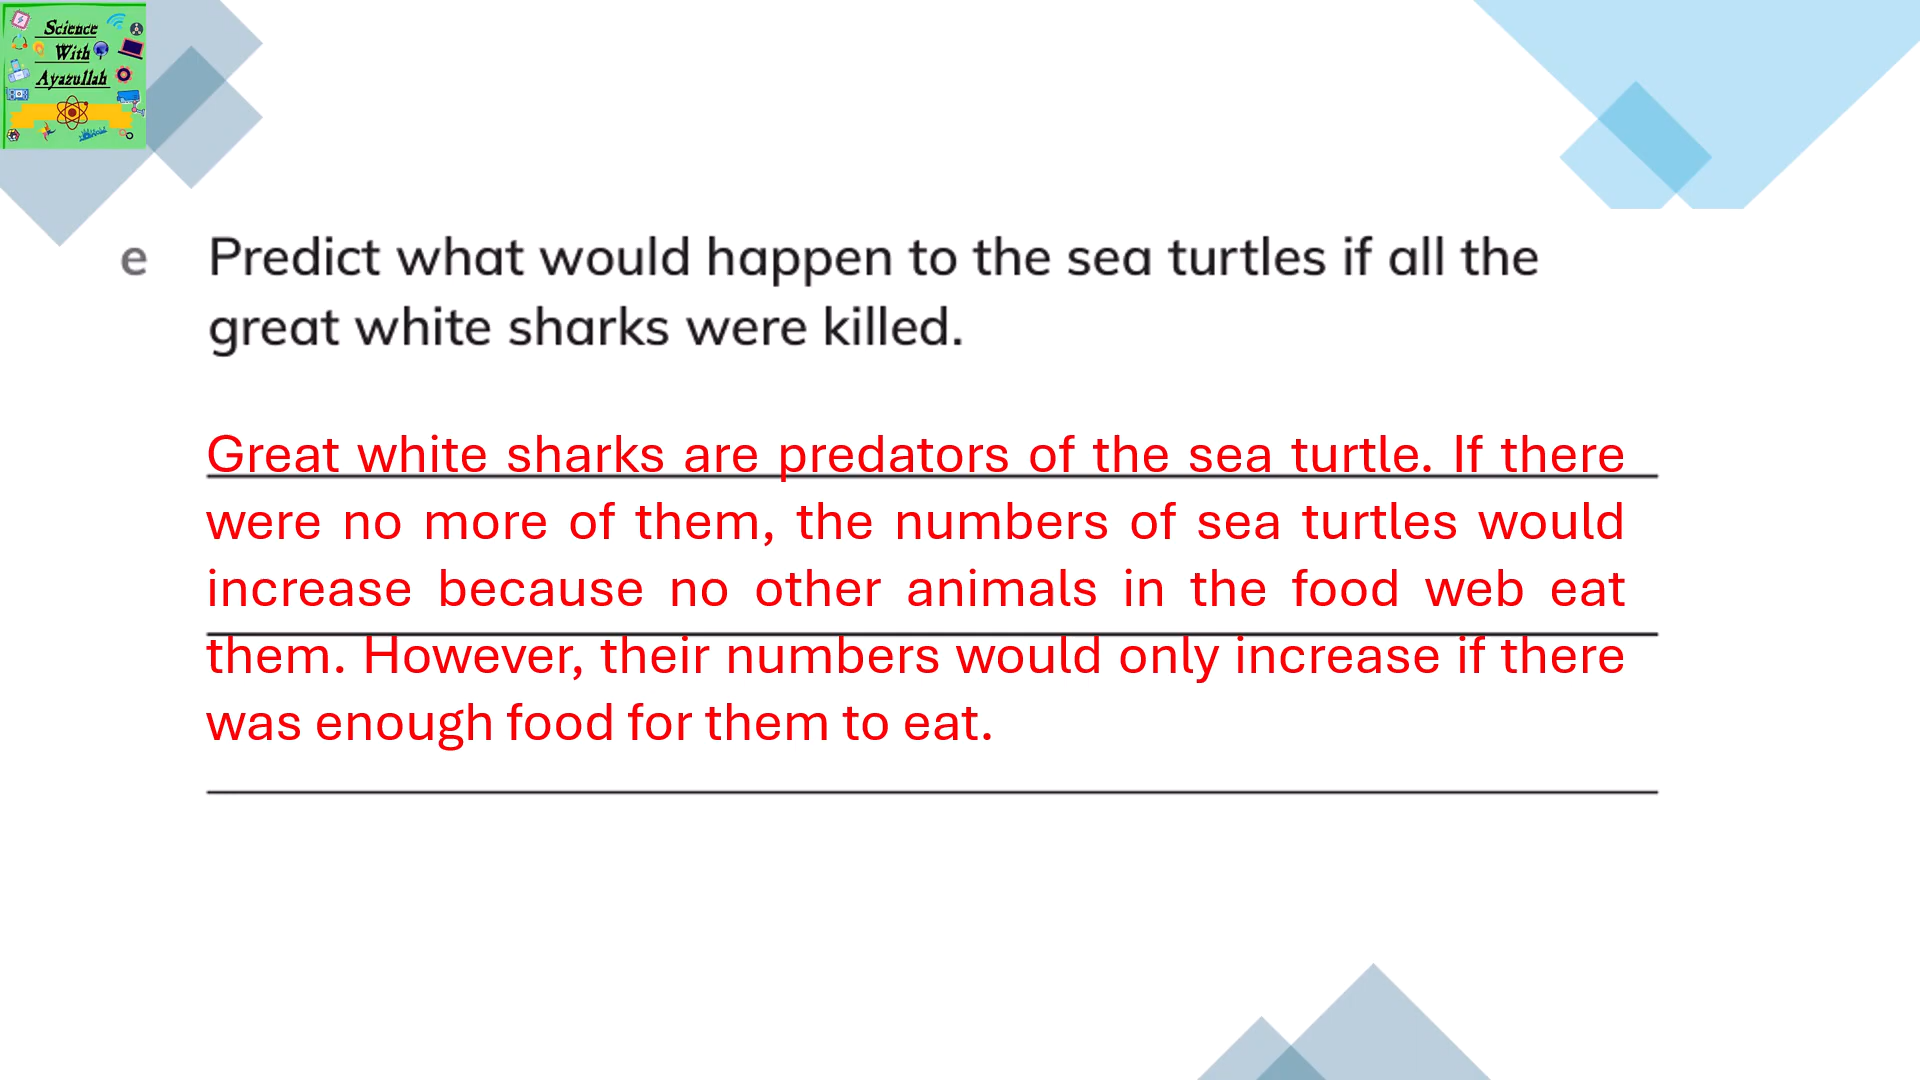 Science
With
Ayazullah
e Predict what would happen to the sea turtles if all the
great white sharks were killed.
Great white sharks are predators of the sea turtle. If there
were no more of them, the numbers of sea turtles would
increase because no other animals in the food web eat
them. However, their numbers would only increase if there
was enough food for them to eat.